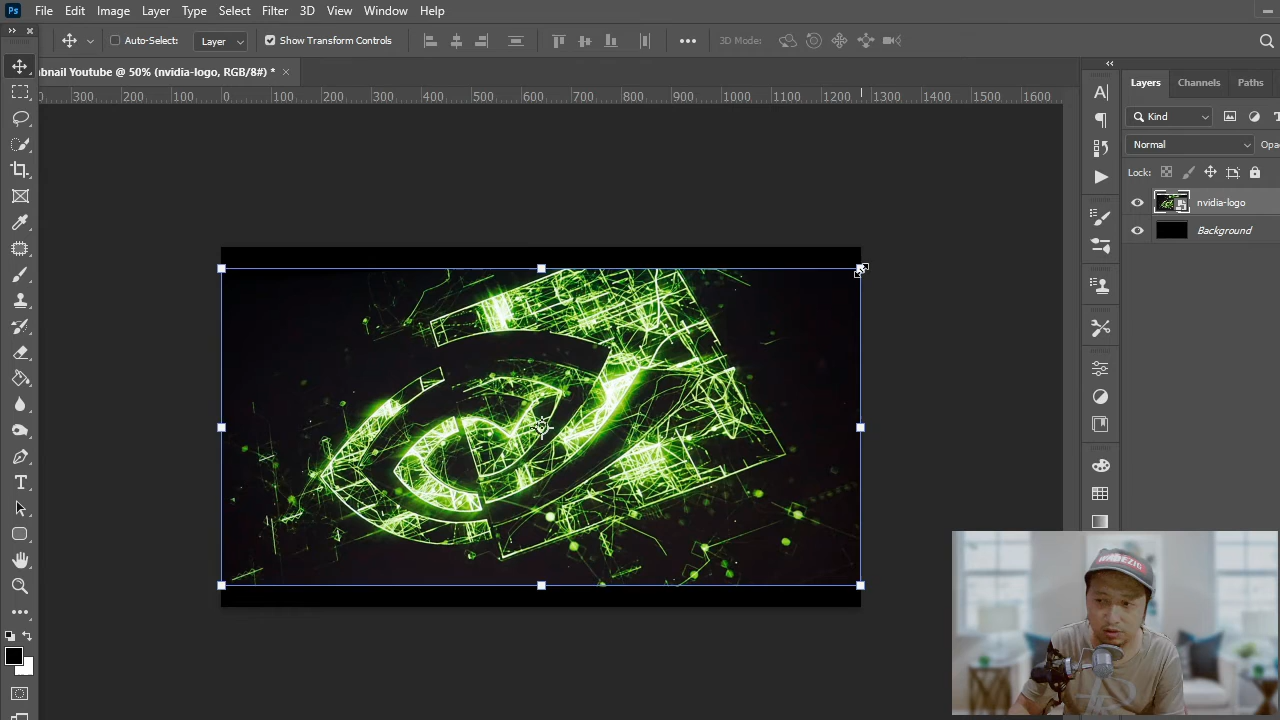 Ps File Edit Image Layer Type Select Filter 3D View Window Help
Auto-Select: Layer Show Transform Controls 3D Mode:
bnail Youtube @ 50% (nvidia-logo, RGB/8#) *
300 200 100 0 100 200 300 400 500 600 700 800 900 1000 1100 1200 1300 1400 1500 1600
Layers Channels Paths
Kind
Normal Opa
Lock:
nvidia-logo
Background